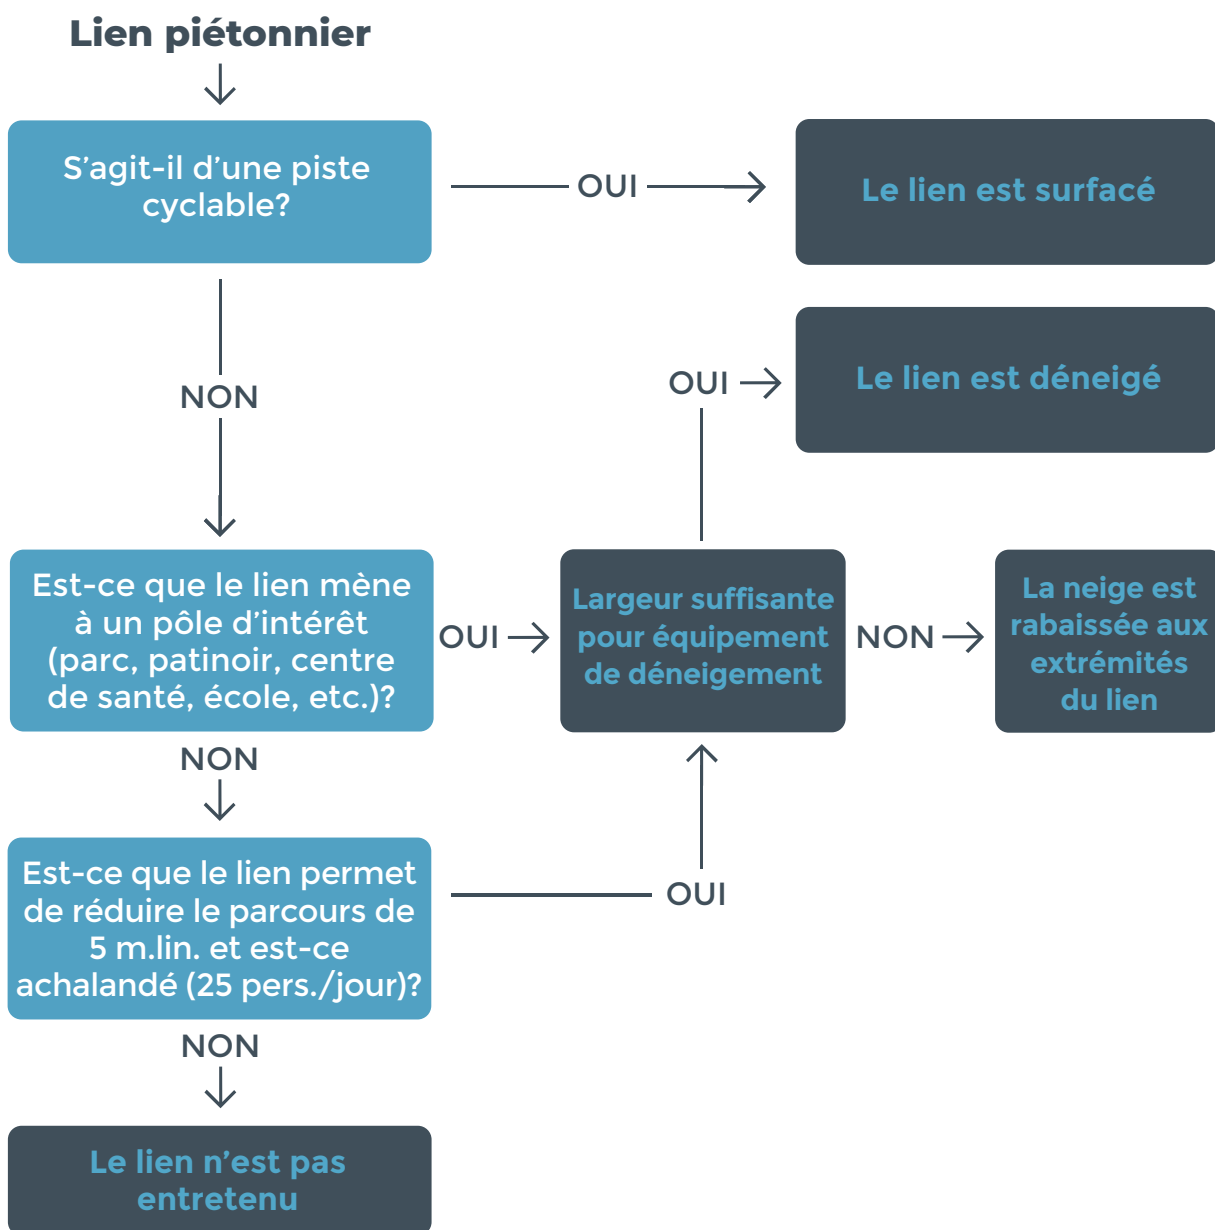 Lien piétonnier
S’agit-il d’une piste
cyclable?
OUI
Le lien est surfacé
NON
OUI
Le lien est déneigé
Est-ce que le lien mène
à un pôle d’intérêt
(parc, patinoir, centre
de santé, école, etc.)?
OUI
Largeur suffisante
pour équipement
de déneigement
NON
La neige est
rabaissée aux
extrémités
du lien
NON
Est-ce que le lien permet
de réduire le parcours de
5 m.lin. et est-ce
achalandé (25 pers./jour)?
OUI
NON
Le lien n’est pas
entretenu